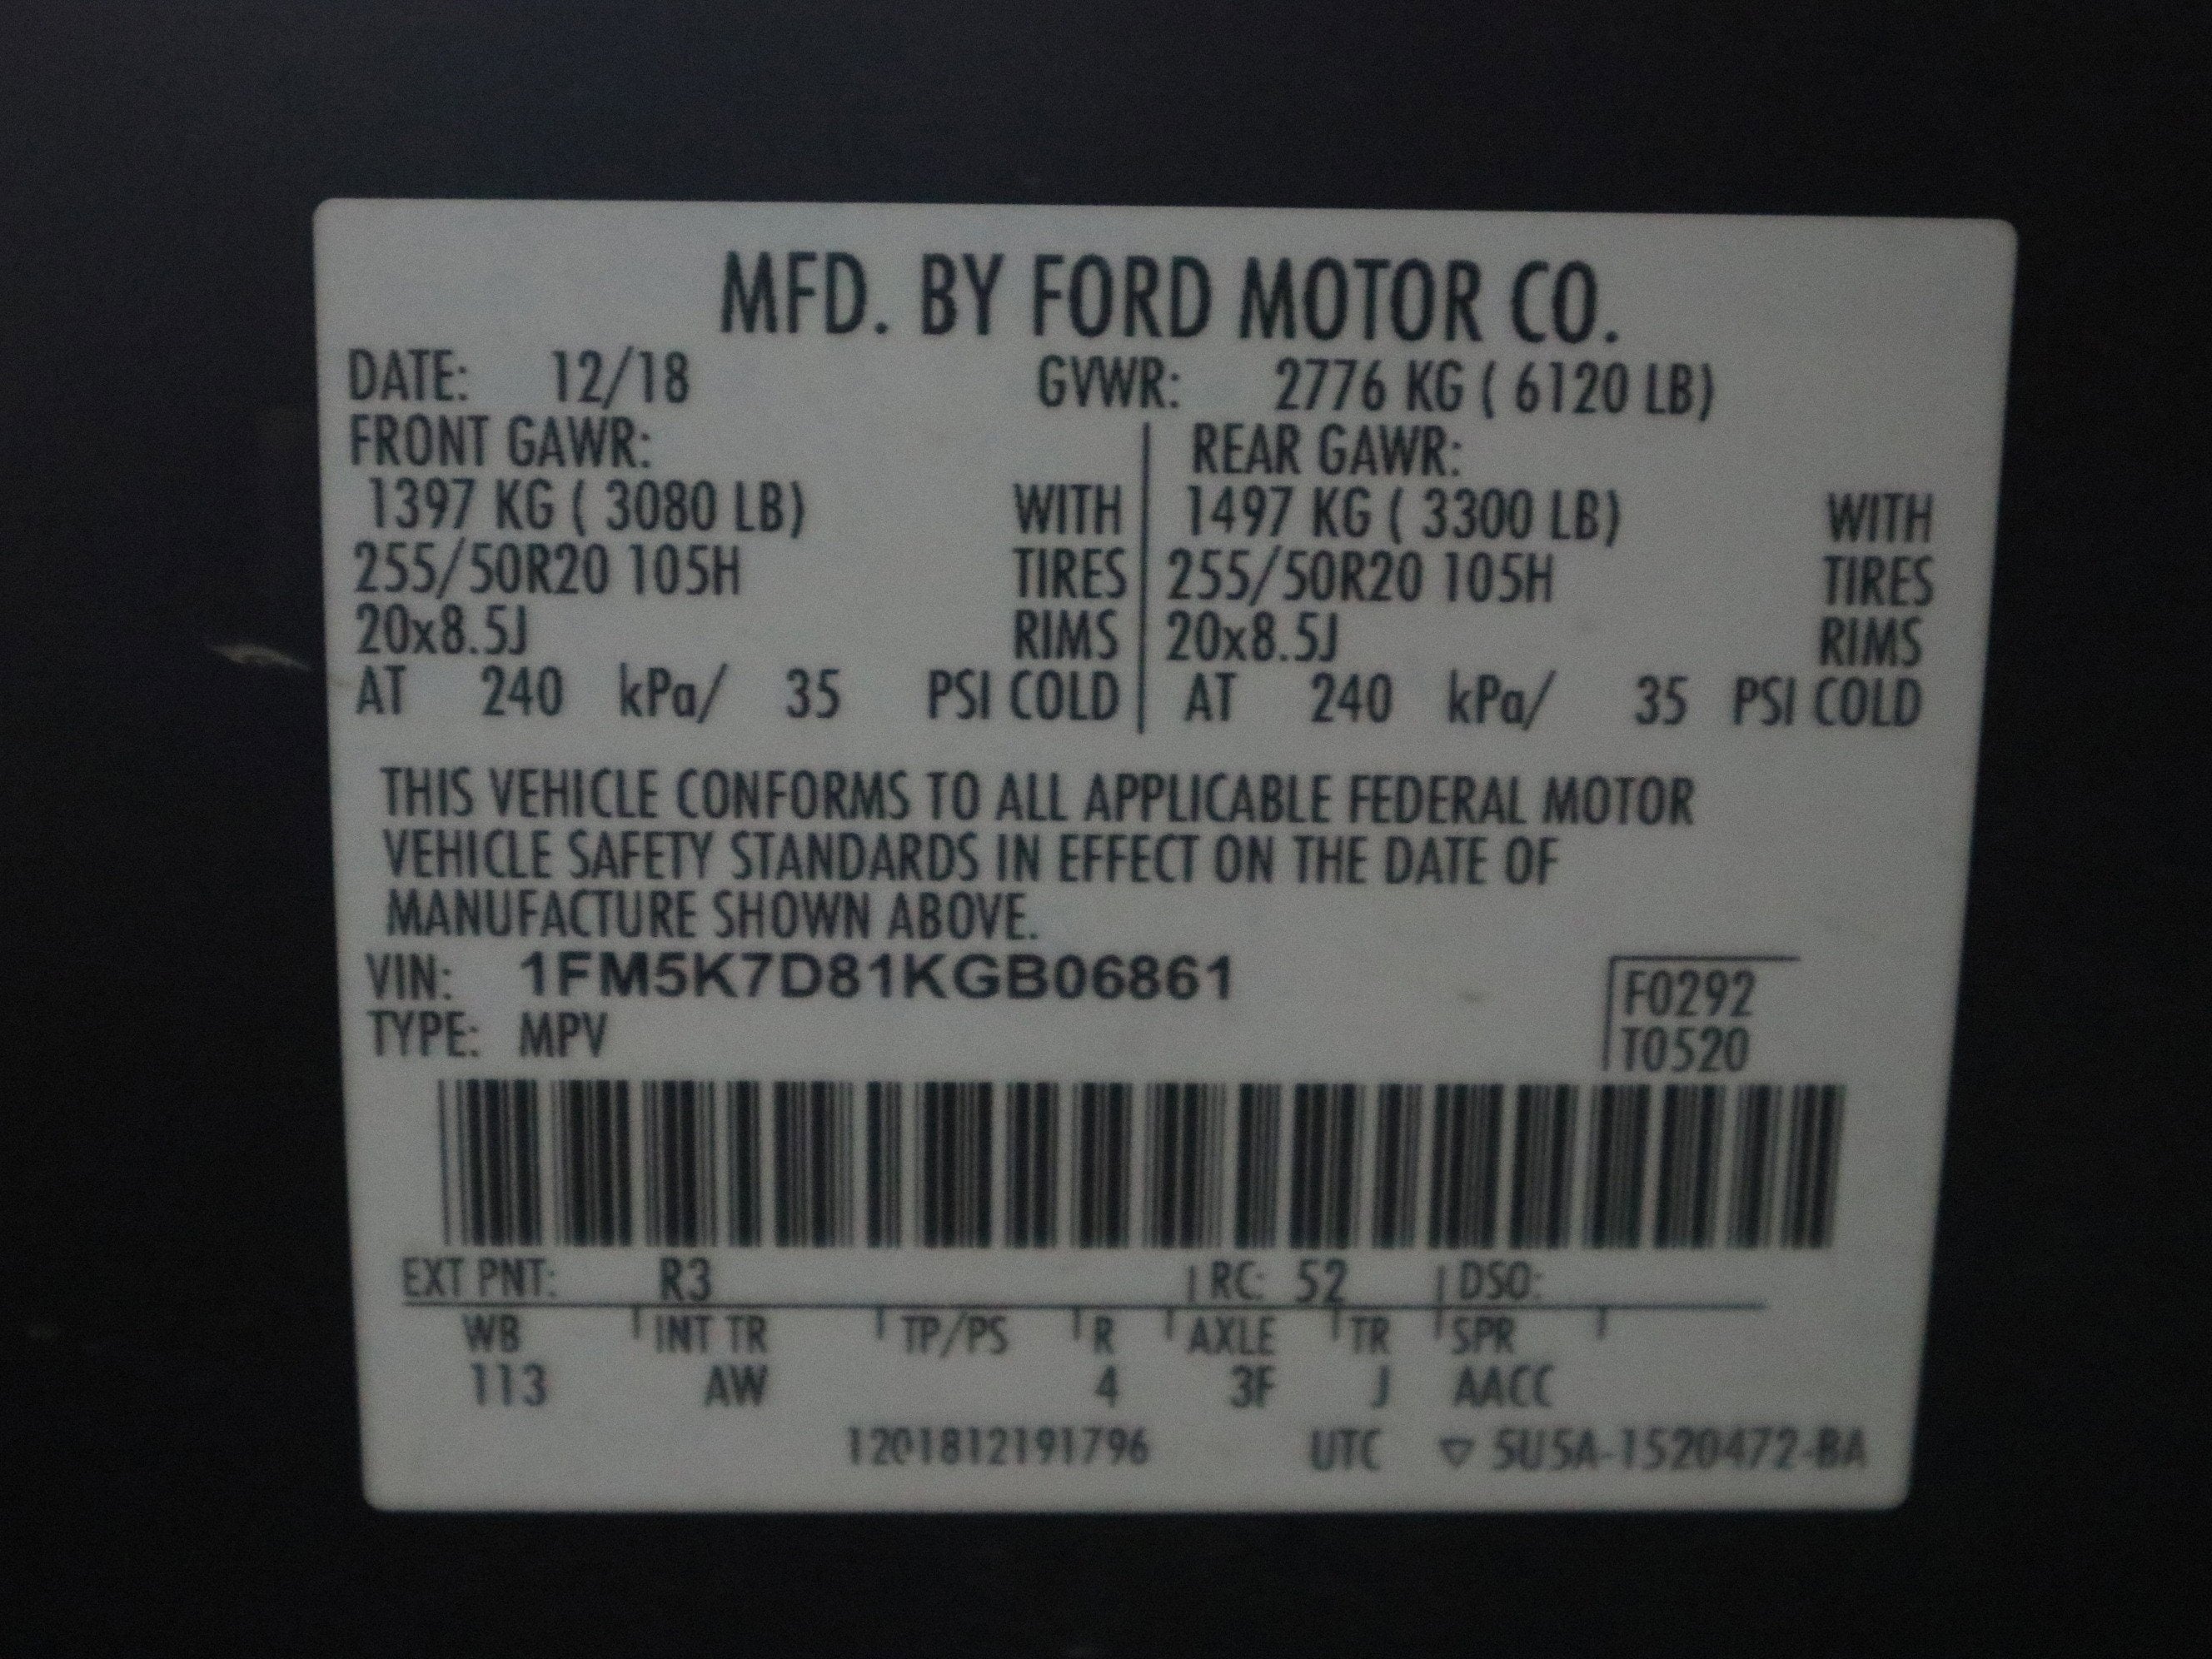 MFD. BY FORD MOTOR CO.
DATE: 12/18 GVWR: 2776 KG ( 6120 LB)
FRONT GAWR: REAR GAWR:
1397 KG ( 3080 LB) WITH 1497 KG ( 3300 LB) WITH
255/50R20 105H TIRES 255/50R20 105H TIRES
20x8.5J RIMS 20x8.5J RIMS
AT 240 kPa/ 35 PSI COLD AT 240 kPa/ 35 PSI COLD
THIS VEHICLE CONFORMS TO ALL APPLICABLE FEDERAL MOTOR
VEHICLE SAFETY STANDARDS IN EFFECT ON THE DATE OF
MANUFACTURE SHOWN ABOVE.
VIN: 1FM5K7D81KGB06861 F0292
TYPE: MPV T0520
EXT PNT: R3 RC: 52 DSO:
WB INT TR TP/PS R AXLE TR SPR
113 AW 4 3F J AACC
1201812191796 UTC ▽ 5U5A-1520472-BA